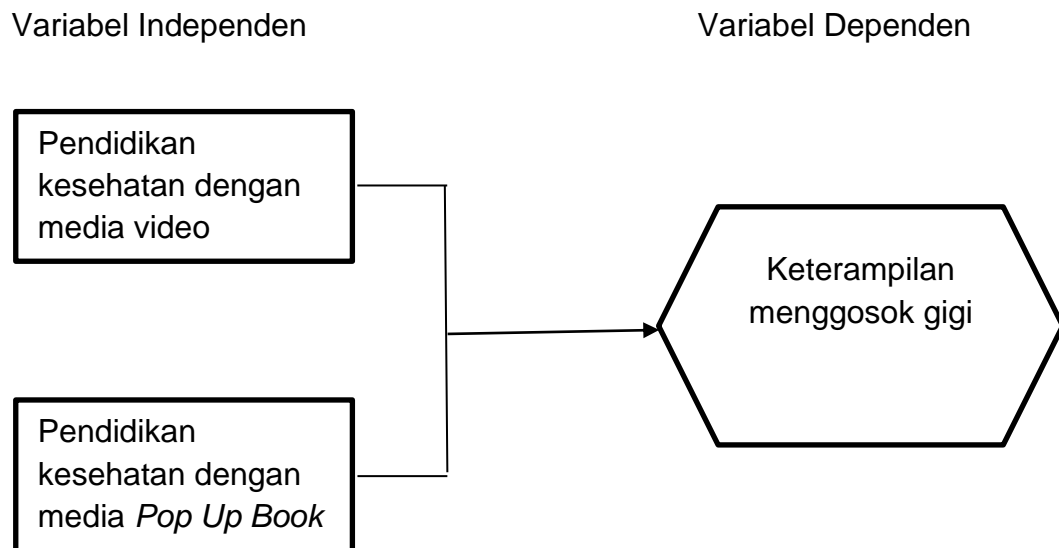 Variabel Independen
Variabel Dependen
Pendidikan
kesehatan dengan
media video
Keterampilan
menggosok gigi
Pendidikan
kesehatan dengan
media Pop Up Book